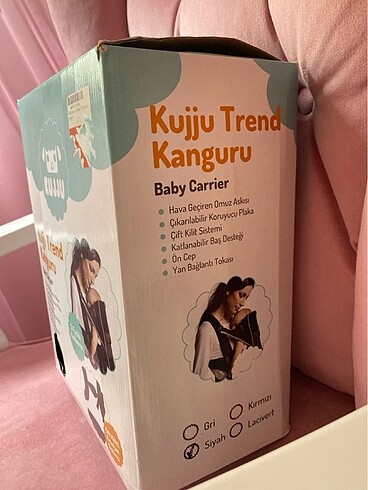 Kujju Trend
Kanguru
Baby Carrier
Hava Geçiren Omuz Askısı
Çıkarılabilir Koruyucu Plaka
Çift Kilit Sistemi
Katlanabilir Baş Desteği
Ön Cep
Yan Bağlantı Tokası
Gri
Kırmızı
Siyah
Lacivert
KUJJU
Trend
Kanguru